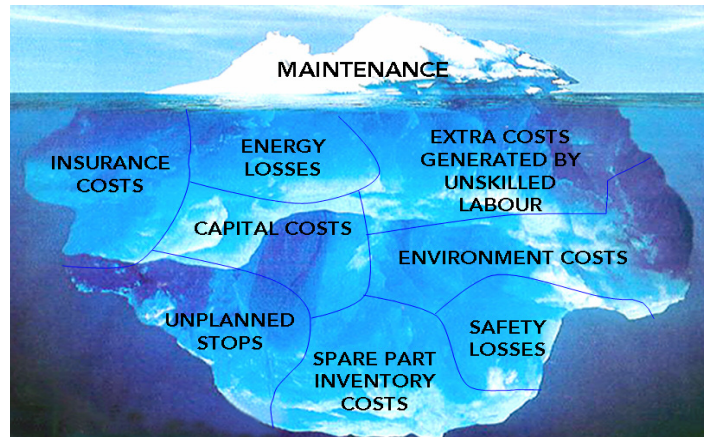 MAINTENANCE
INSURANCE
COSTS
ENERGY
LOSSES
EXTRA COSTS
GENERATED BY
UNSKILLED
LABOUR
CAPITAL COSTS
ENVIRONMENT COSTS
UNPLANNED
STOPS
SPARE PART
INVENTORY
COSTS
SAFETY
LOSSES